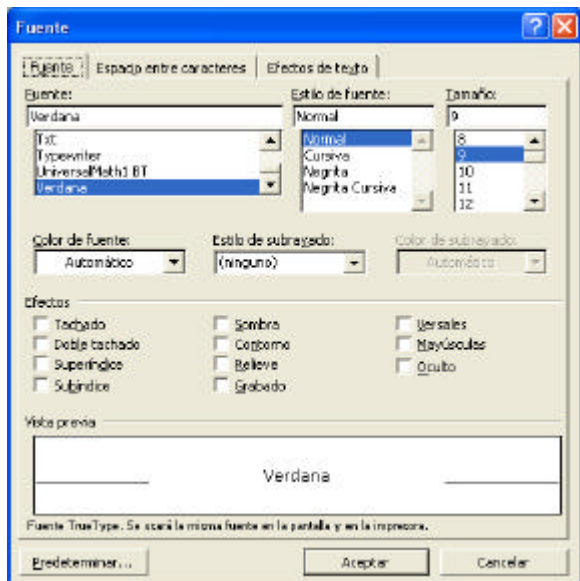 Fuente
Fuente Espacio entre caracteres Efectos de texto
Fuente: Estilo de fuente: Tamaño:
Verdana Normal 9
Txt Normal 8
Typewriter Cursiva 9
UniversalMath1 BT Negrita 10
Verdana Negrita Cursiva 11
12
Color de fuente: Estilo de subrayado: Color de subrayado:
Automático (ninguno) Automático
Efectos
Tachado Sombra Versales
Doble tachado Contorno Mayúsculas
Superíndice Relieve Oculto
Subíndice Grabado
Vista previa
Verdana
Fuente TrueType. Se usará la misma fuente en la pantalla y en la impresora.
Predeterminar... Aceptar Cancelar